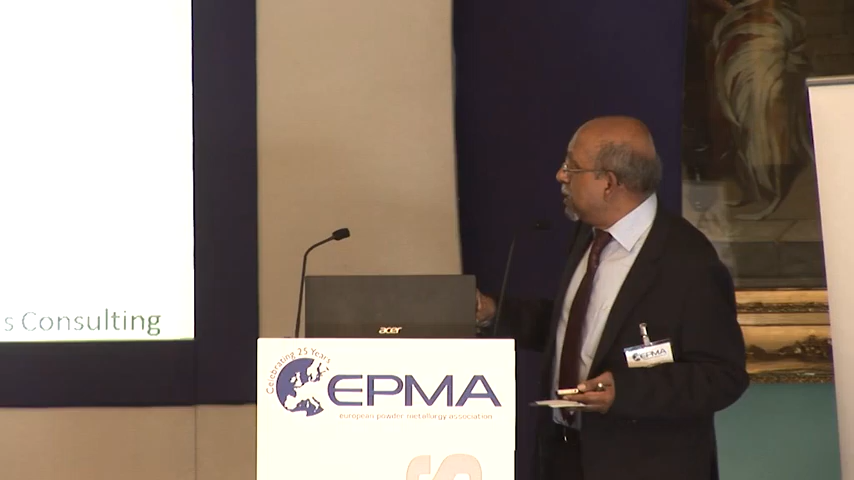 s Consulting
acer
Celebrating 25 Years
EPMA
european powder metallurgy association
EPMA